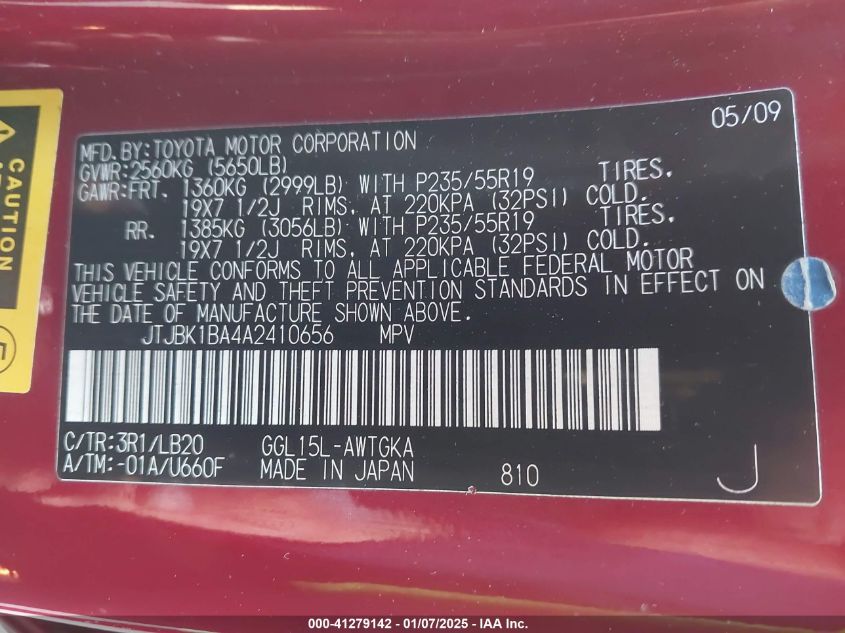 CAUTION
05/09
MFD. BY: TOYOTA MOTOR CORPORATION
GVWR: 2560KG (5650LB)
GAWR: FRT. 1360KG (2999LB) WITH P235/55R19 TIRES.
19X7 1/2J RIMS, AT 220KPA (32PSI) COLD.
RR. 1385KG (3056LB) WITH P235/55R19 TIRES.
19X7 1/2J RIMS, AT 220KPA (32PSI) COLD.
THIS VEHICLE CONFORMS TO ALL APPLICABLE FEDERAL MOTOR
VEHICLE SAFETY AND THEFT PREVENTION STANDARDS IN EFFECT ON
THE DATE OF MANUFACTURE SHOWN ABOVE.
JTJBK1BA4A2410656 MPV
C/TR: 3R1/LB20 GGL15L-AWTGKA
A/TM: -01A/U660F MADE IN JAPAN 810 J
000-41279142 - 01/07/2025 - IAA Inc.